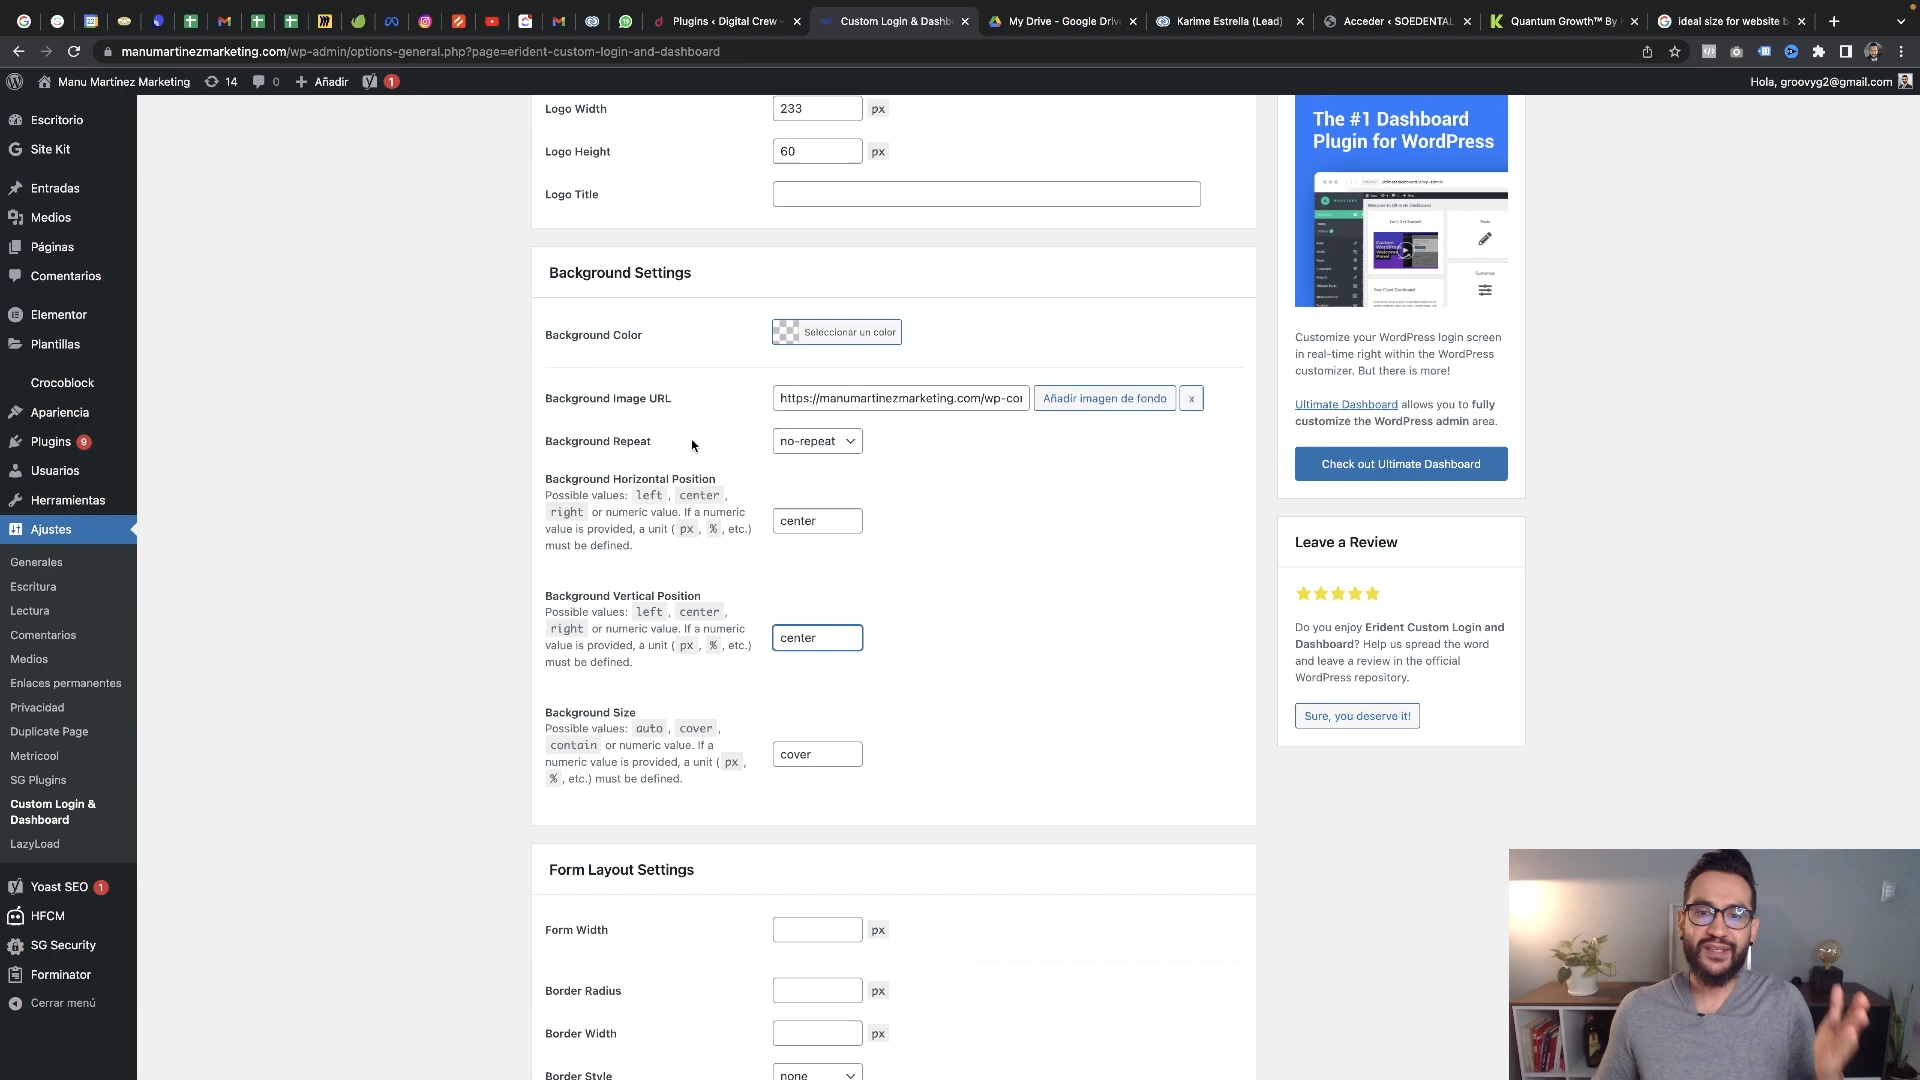 Plugins ‹ Digital Crew –
Custom Login & Dashb
My Drive - Google Driv
Karime Estrella (Lead)
Acceder ‹ SOEDENTAL
Quantum Growth™ By
ideal size for website b
manumartinezmarketing.com/wp-admin/options-general.php?page=erident-custom-login-and-dashboard
Manu Martínez Marketing
14
0
Añadir
1
Hola, groovyg2@gmail.com
Escritorio
Site Kit
Entradas
Medios
Páginas
Comentarios
Elementor
Plantillas
Crocoblock
Apariencia
Plugins 9
Usuarios
Herramientas
Ajustes
Generales
Escritura
Lectura
Comentarios
Medios
Enlaces permanentes
Privacidad
Duplicate Page
Metricool
SG Plugins
Custom Login &
Dashboard
LazyLoad
Yoast SEO 1
HFCM
SG Security
Forminator
Cerrar menú
Logo Width 233 px
Logo Height 60 px
Logo Title
Background Settings
Background Color Seleccionar un color
Background Image URL https://manumartinezmarketing.com/wp-coı Añadir imagen de fondo x
Background Repeat no-repeat
Background Horizontal Position
Possible values: left , center ,
right or numeric value. If a numeric
value is provided, a unit ( px , % , etc.)
must be defined.
center
Background Vertical Position
Possible values: left , center ,
right or numeric value. If a numeric
value is provided, a unit ( px , % , etc.)
must be defined.
center
Background Size
Possible values: auto , cover ,
contain or numeric value. If a
numeric value is provided, a unit ( px ,
% , etc.) must be defined.
cover
Form Layout Settings
Form Width px
Border Radius px
Border Width px
Border Style none
The #1 Dashboard
Plugin for WordPress
Welcome to Ultimate Dashboard
Let's Get Started!
Posts
Customize
Your Client Dashboard
Customize your WordPress login screen
in real-time right within the WordPress
customizer. But there is more!
Ultimate Dashboard allows you to fully
customize the WordPress admin area.
Check out Ultimate Dashboard
Leave a Review
Do you enjoy Erident Custom Login and
Dashboard? Help us spread the word
and leave a review in the official
WordPress repository.
Sure, you deserve it!